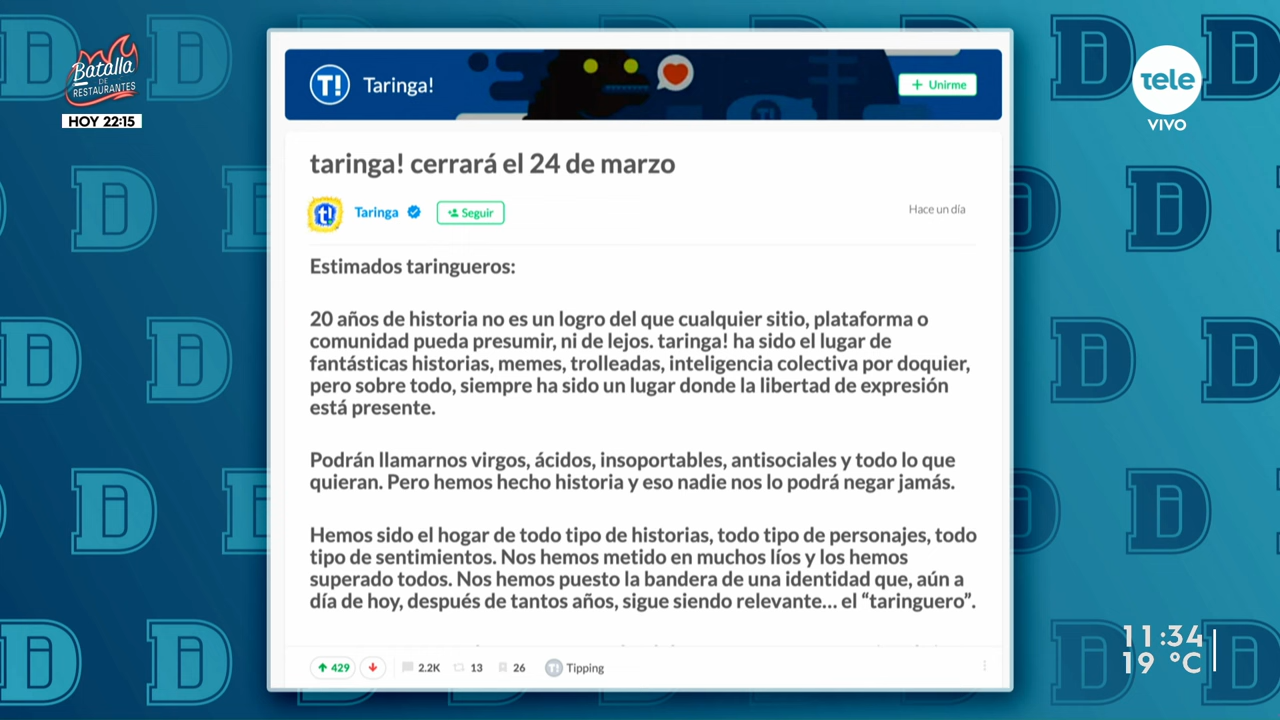 Batalla
DE
RESTAURANTES
HOY 22:15
tele
VIVO
T!
Taringa!
+ Unirme
taringa! cerrará el 24 de marzo
t!
Taringa
Seguir
Hace un día
Estimados taringueros:
20 años de historia no es un logro del que cualquier sitio, plataforma o
comunidad pueda presumir, ni de lejos. taringa! ha sido el lugar de
fantásticas historias, memes, trolleadas, inteligencia colectiva por doquier,
pero sobre todo, siempre ha sido un lugar donde la libertad de expresión
está presente.
Podrán llamarnos virgos, ácidos, insoportables, antisociales y todo lo que
quieran. Pero hemos hecho historia y eso nadie nos lo podrá negar jamás.
Hemos sido el hogar de todo tipo de historias, todo tipo de personajes, todo
tipo de sentimientos. Nos hemos metido en muchos líos y los hemos
superado todos. Nos hemos puesto la bandera de una identidad que, aún a
día de hoy, después de tantos años, sigue siendo relevante... el “taringuero”.
429
2.2K
13
26
T!
Tipping
11:34
19 °C